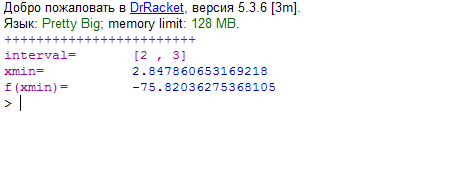 Добро пожаловать в DrRacket, версия 5.3.6 [3m].
Язык: Pretty Big; memory limit: 128 MB.
++++++++++++++++++++++++
interval= [2 , 3]
xmin= 2.847860653169218
f(xmin)= -75.82036275368105
>